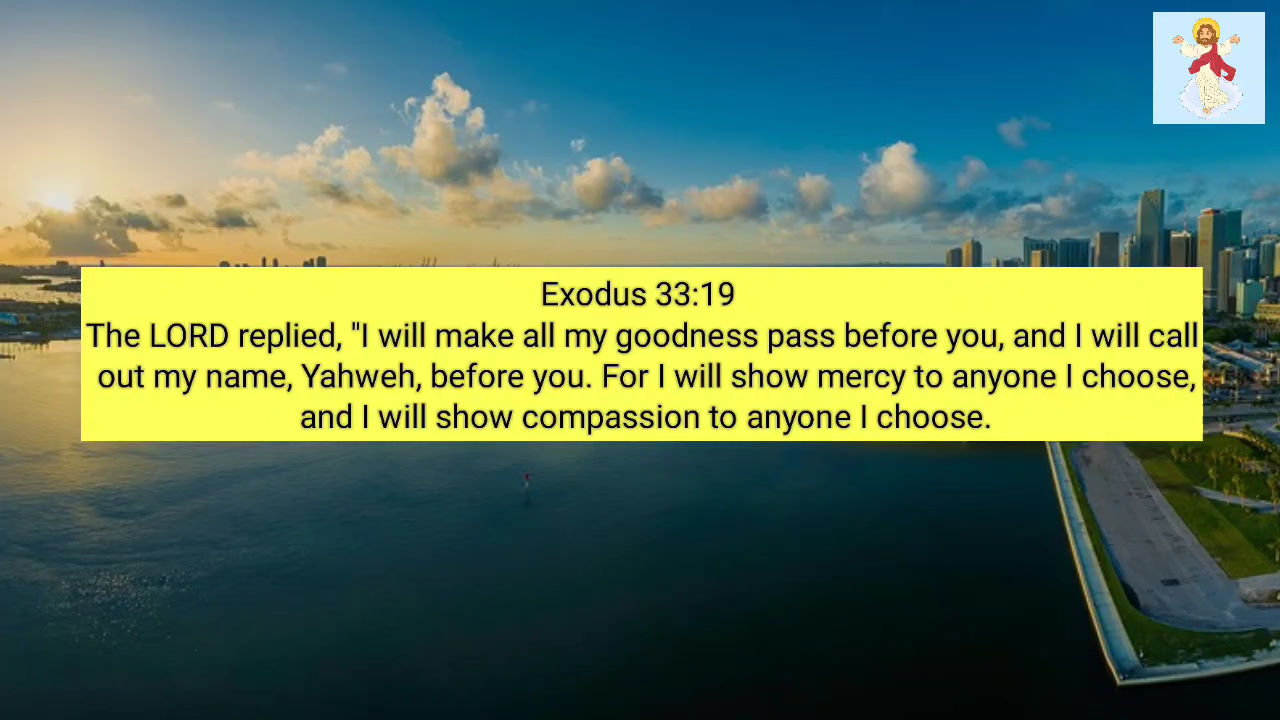 Exodus 33:19
The LORD replied, "I will make all my goodness pass before you, and I will call
out my name, Yahweh, before you. For I will show mercy to anyone I choose,
and I will show compassion to anyone I choose.